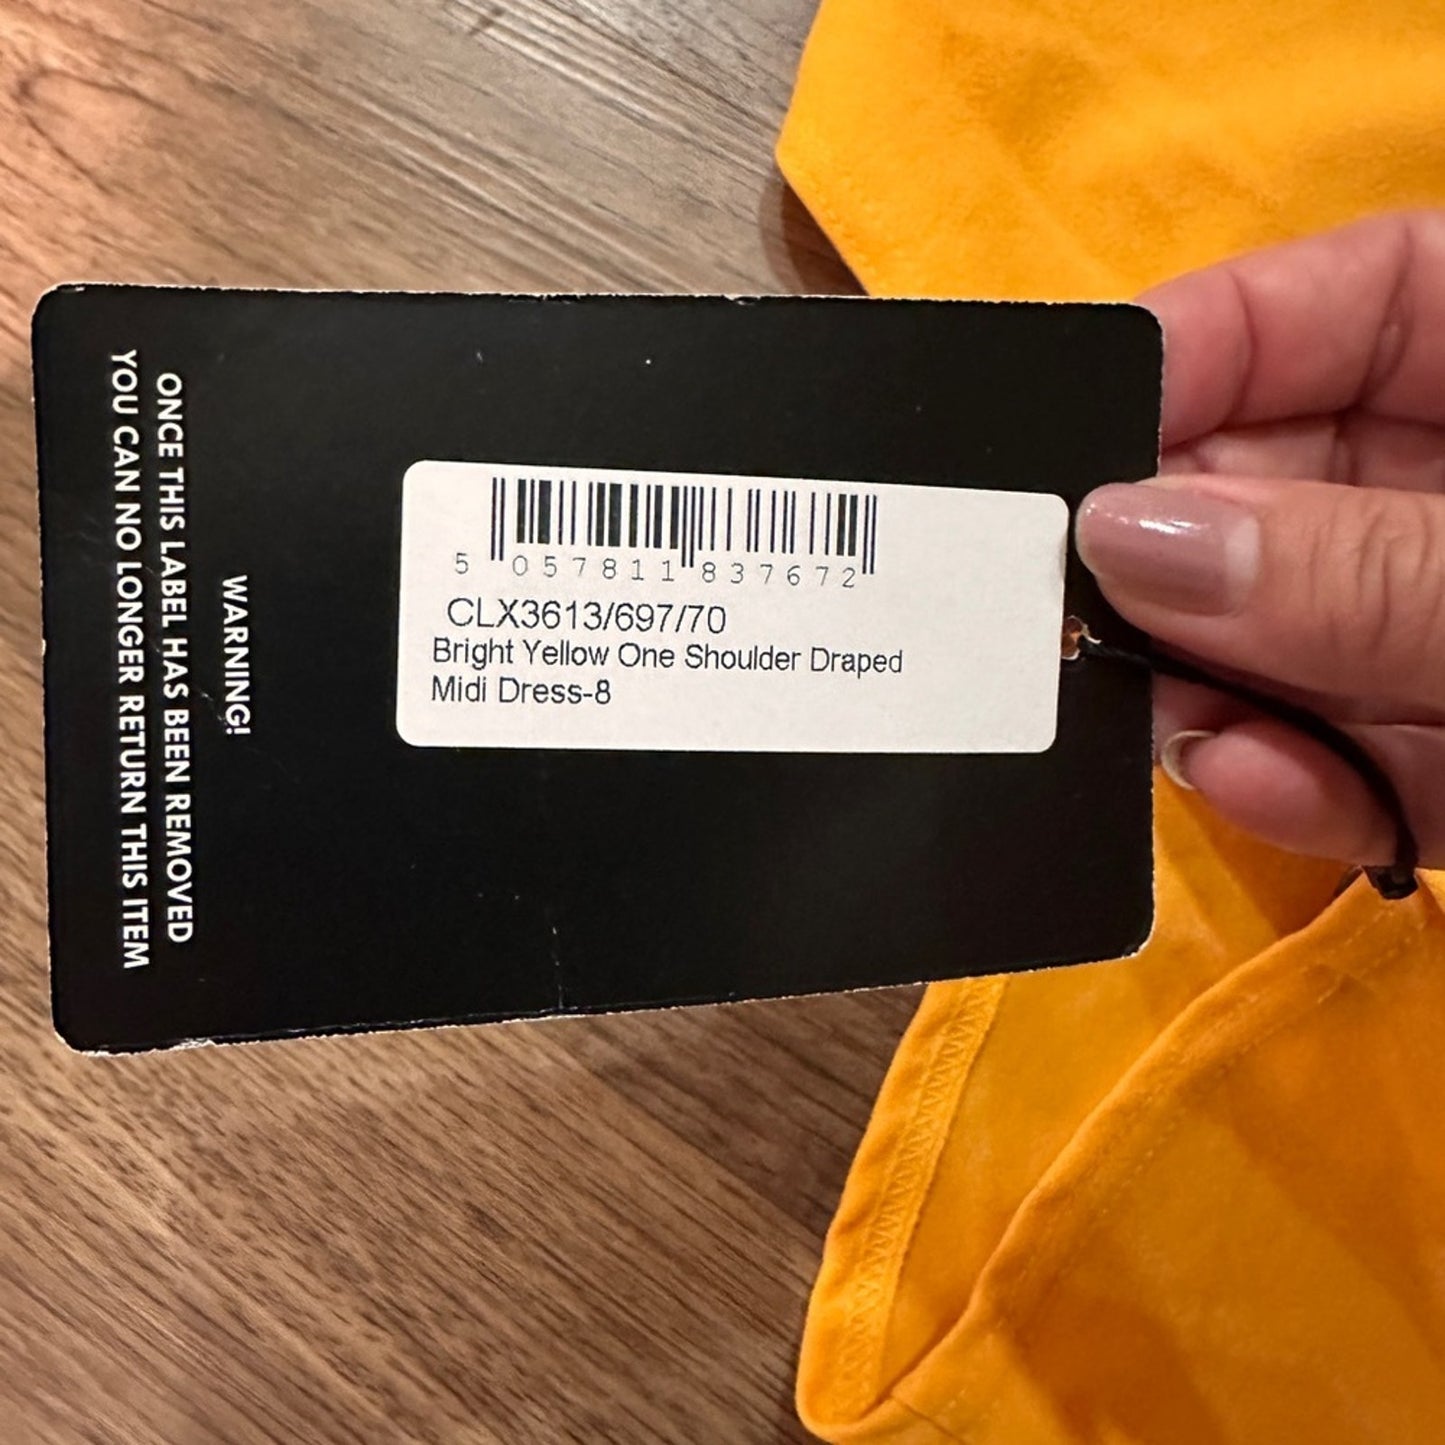 5 057811 837672
CLX3613/697/70
Bright Yellow One Shoulder Draped
Midi Dress-8
WARNING!
ONCE THIS LABEL HAS BEEN REMOVED
YOU CAN NO LONGER RETURN THIS ITEM